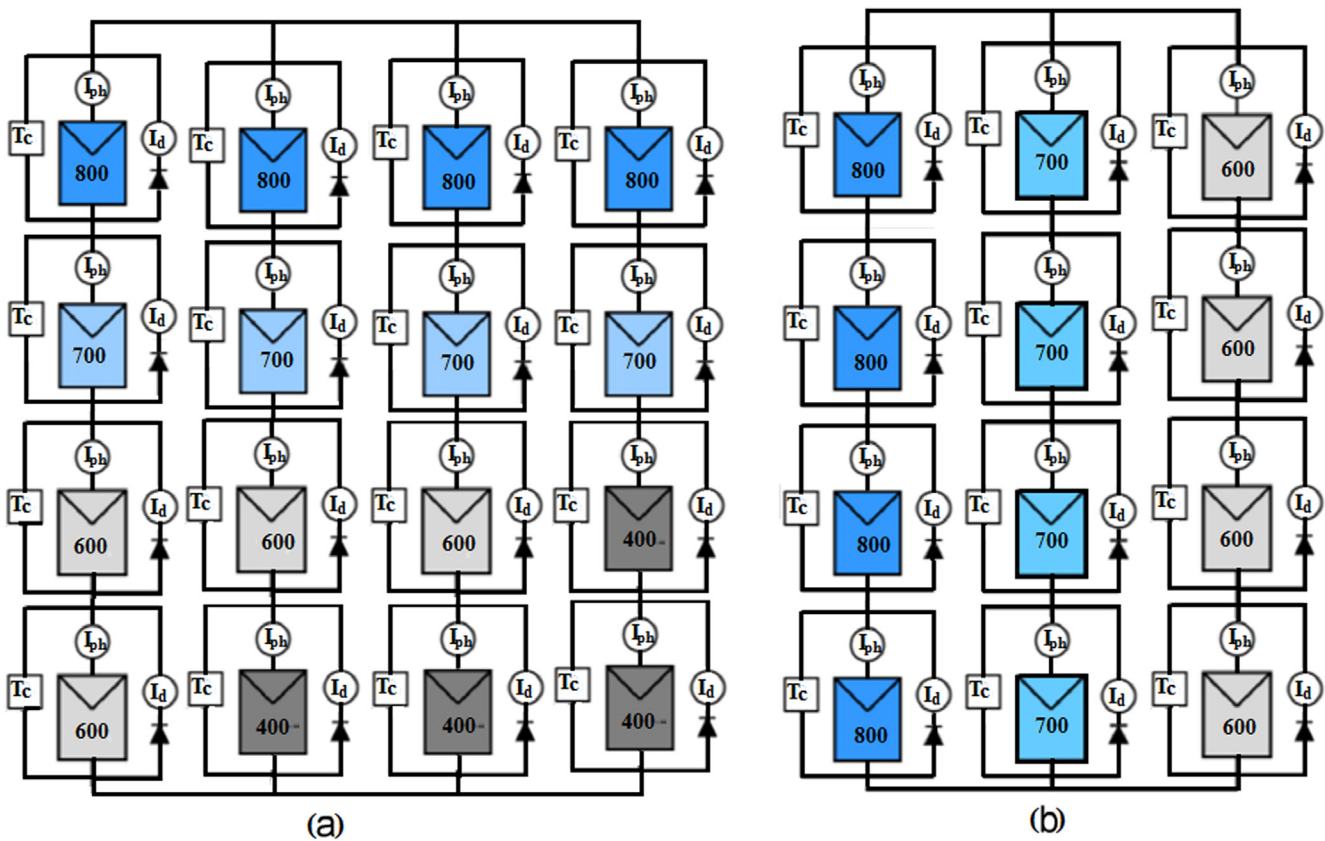 Iph Iph Iph Iph
Tc Id Tc Id Tc Id Tc Id
800 800 800 800
Iph Iph Iph Iph
Tc Id Tc Id Tc Id Tc Id
700 700 700 700
Iph Iph Iph Iph
Tc Id Tc Id Tc Id Tc Id
600 600 600 400
Iph Iph Iph Iph
Tc Id Tc Id Tc Id Tc Id
600 400 400 400
(a)
Iph Iph Iph
Tc Id Tc Id Tc Id
800 700 600
Iph Iph Iph
Tc Id Tc Id Tc Id
800 700 600
Iph Iph Iph
Tc Id Tc Id Tc Id
800 700 600
Iph Iph Iph
Tc Id Tc Id Tc Id
800 700 600
(b)